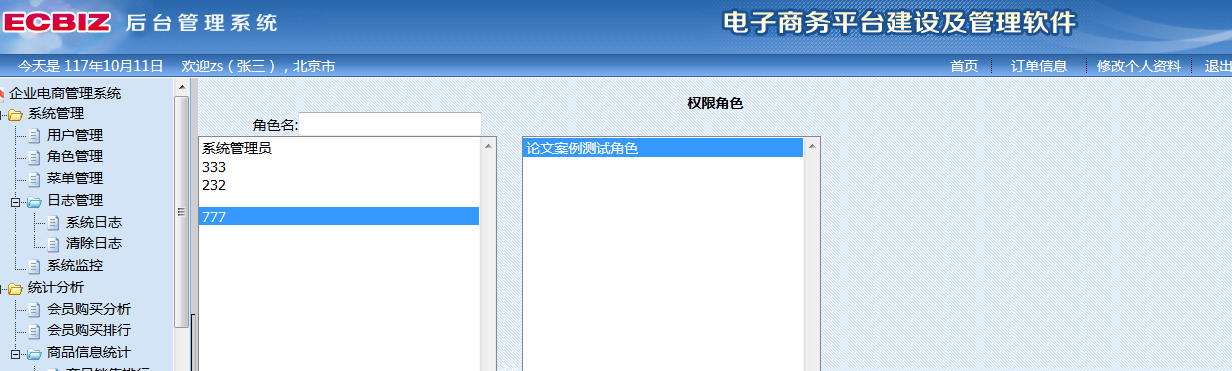 ECBIZ 后台管理系统
电子商务平台建设及管理软件
今天是 117年10月11日 欢迎zs（张三），北京市
首页 订单信息 修改个人资料 退出
企业电商管理系统
系统管理
用户管理
角色管理
菜单管理
日志管理
系统日志
清除日志
系统监控
统计分析
会员购买分析
会员购买排行
商品信息统计
商品销售排行
权限角色
角色名:
系统管理员
333
232
777
论文案例测试角色
>>